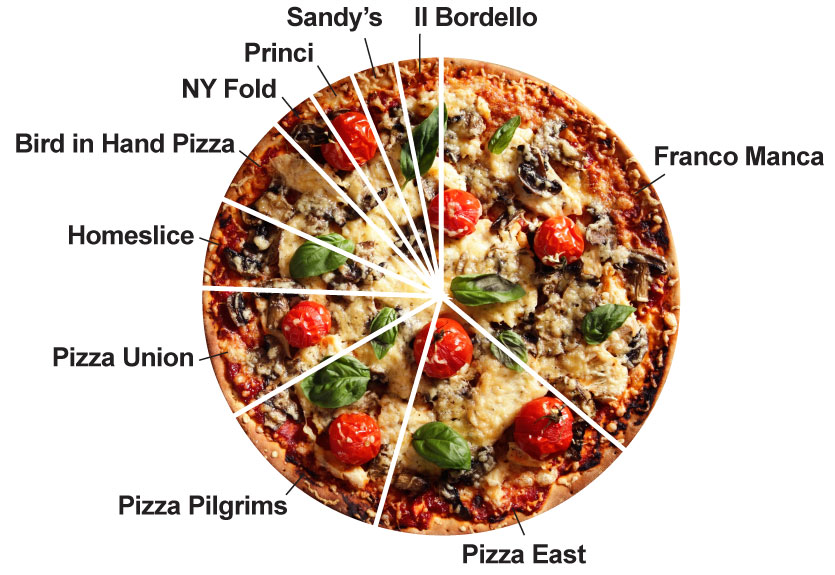 Sandy's
Il Bordello
Princi
NY Fold
Bird in Hand Pizza
Franco Manca
Homeslice
Pizza Union
Pizza Pilgrims
Pizza East